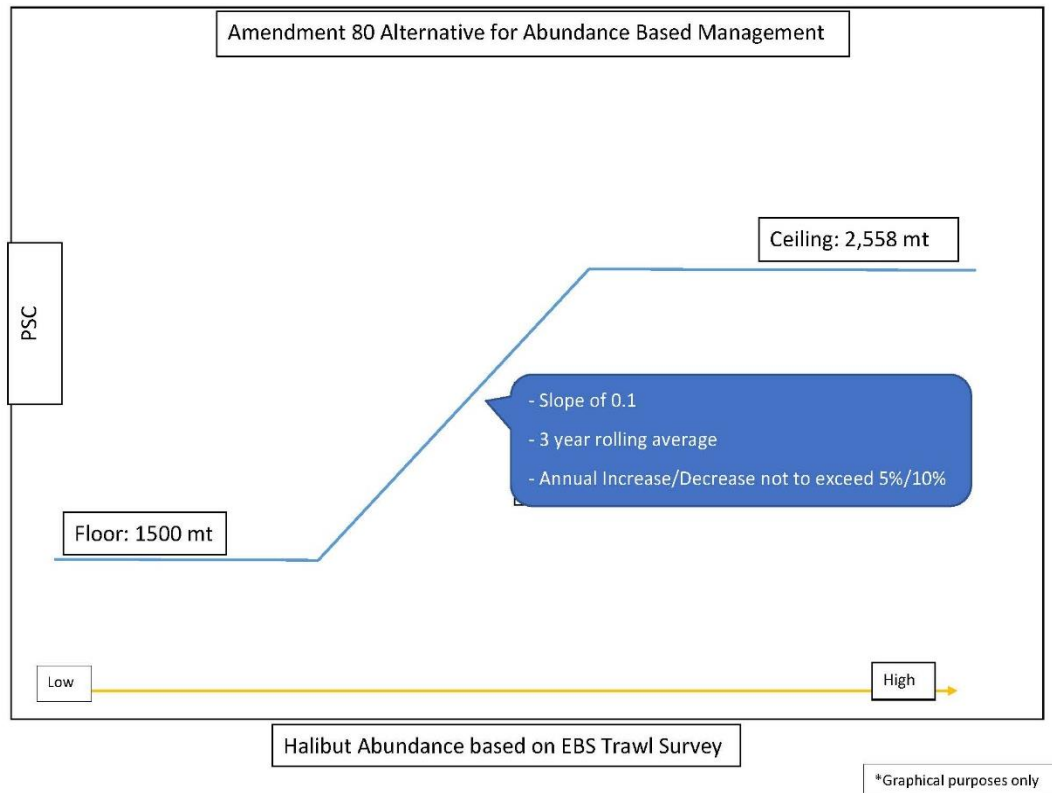 Amendment 80 Alternative for Abundance Based Management
Ceiling: 2,558 mt
PSC
- Slope of 0.1
- 3 year rolling average
- Annual Increase/Decrease not to exceed 5%/10%
Floor: 1500 mt
Low
High
Halibut Abundance based on EBS Trawl Survey
*Graphical purposes only